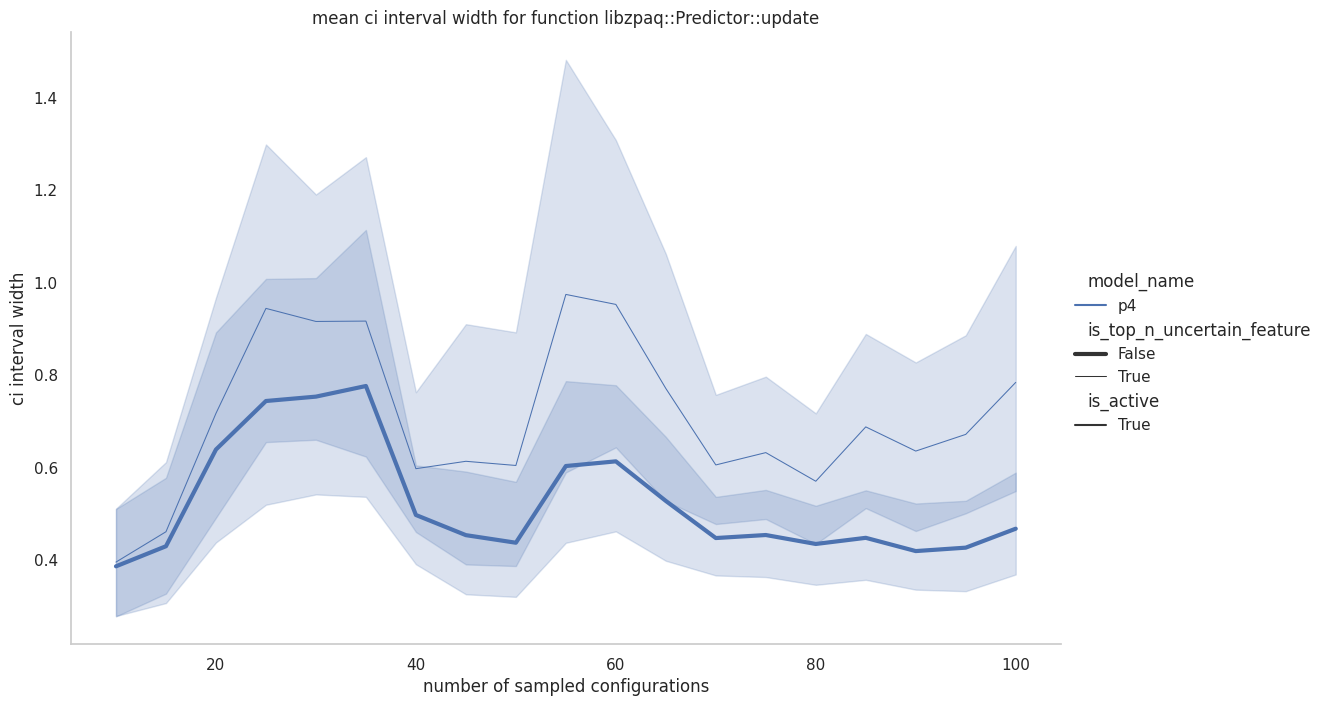 mean ci interval width for function libzpaq::Predictor::update
ci interval width
1.4
1.2
1.0
0.8
0.6
0.4
20
40
60
80
100
number of sampled configurations
model_name
p4
is_top_n_uncertain_feature
False
True
is_active
True